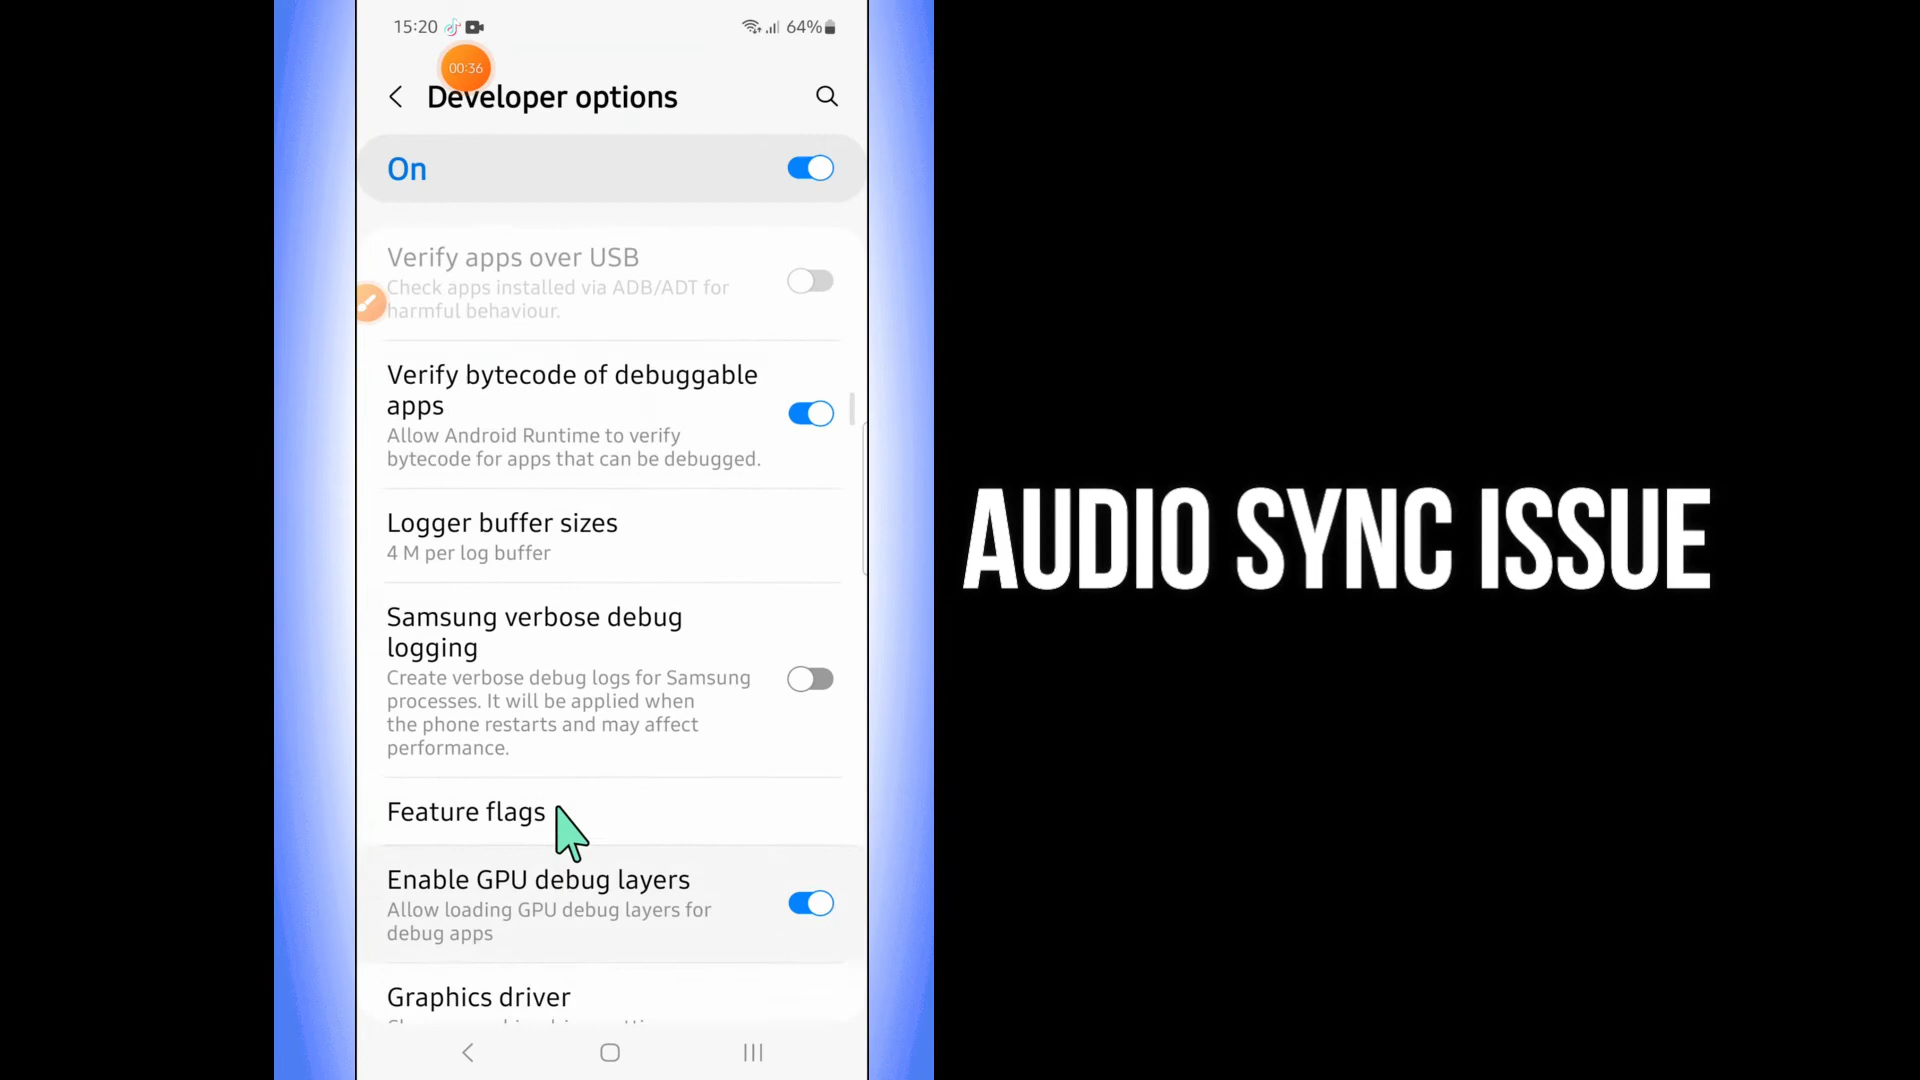 15:20
64%
00:36
Developer options
On
Verify apps over USB
Check apps installed via ADB/ADT for
harmful behaviour.
Verify bytecode of debuggable
apps
Allow Android Runtime to verify
bytecode for apps that can be debugged.
Logger buffer sizes
4 M per log buffer
Samsung verbose debug
logging
Create verbose debug logs for Samsung
processes. It will be applied when
the phone restarts and may affect
performance.
Feature flags
Enable GPU debug layers
Allow loading GPU debug layers for
debug apps
Graphics driver
AUDIO SYNC ISSUE